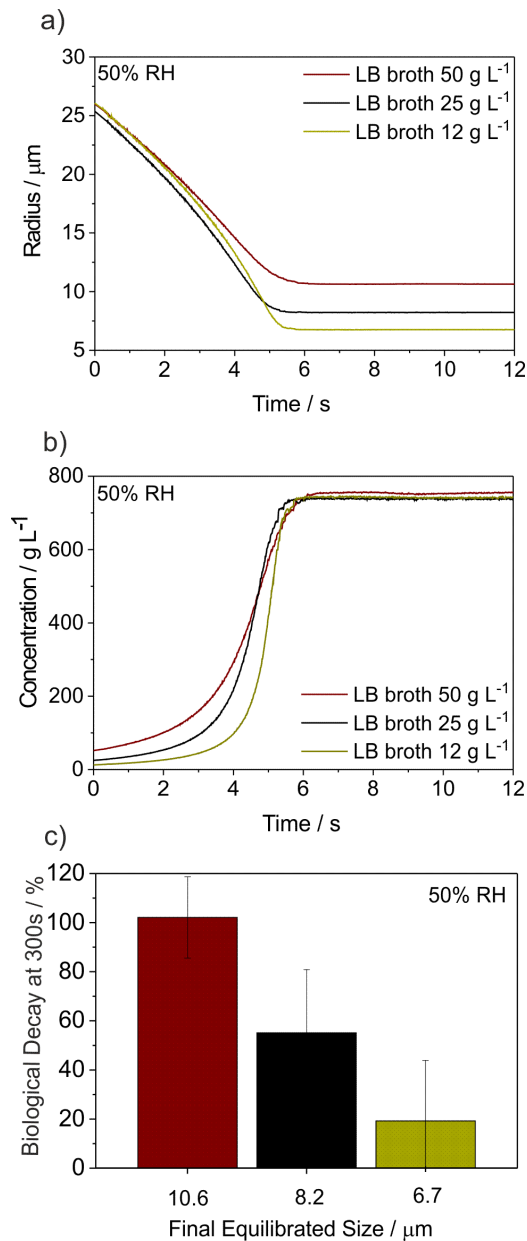 a)
50% RH
LB broth 50 g L⁻¹
LB broth 25 g L⁻¹
LB broth 12 g L⁻¹
30
25
20
15
10
5
Radius / μm
0 2 4 6 8 10 12
Time / s
b)
50% RH
800
600
400
200
0
Concentration / g L⁻¹
LB broth 50 g L⁻¹
LB broth 25 g L⁻¹
LB broth 12 g L⁻¹
0 2 4 6 8 10 12
Time / s
c)
50% RH
120
100
80
60
40
20
0
Biological Decay at 300s / %
10.6 8.2 6.7
Final Equilibrated Size / μm